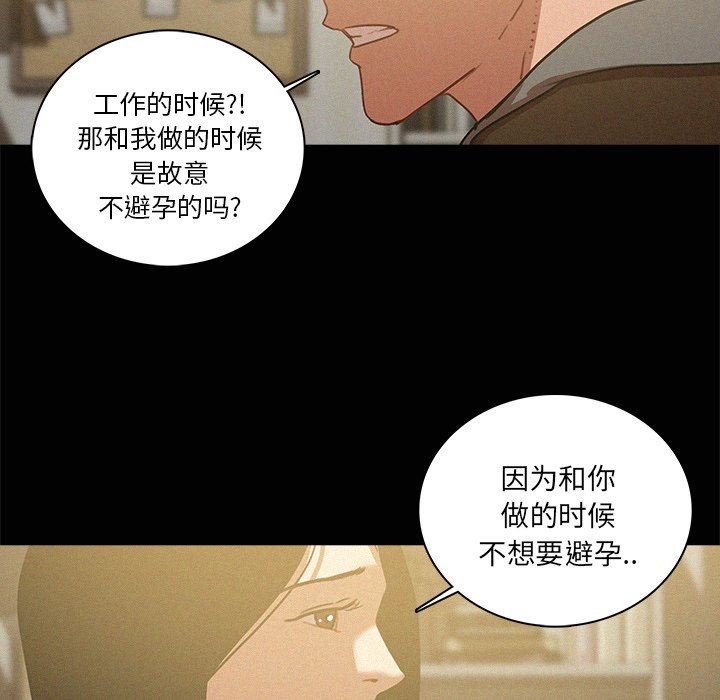 工作的时候?!
那和我做的时候
是故意
不避孕的吗?
因为和你
做的时候
不想要避孕..